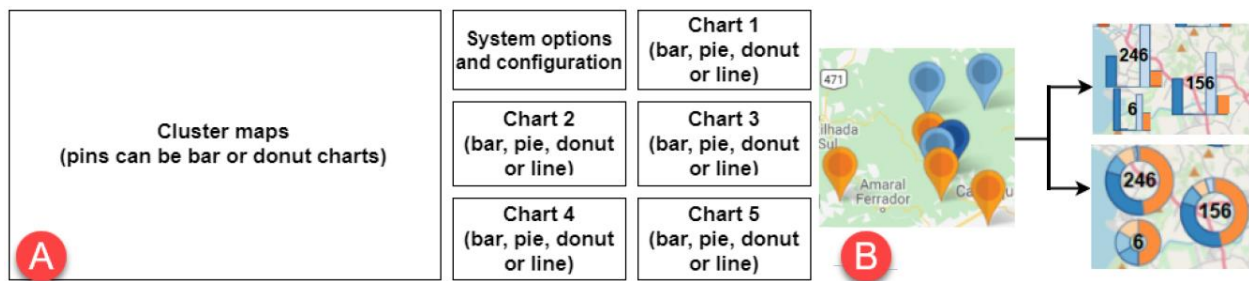 Cluster maps
(pins can be bar or donut charts)
A
System options
and configuration
Chart 1
(bar, pie, donut
or line)
Chart 2
(bar, pie, donut
or line)
Chart 3
(bar, pie, donut
or line)
Chart 4
(bar, pie, donut
or line)
Chart 5
(bar, pie, donut
or line)
471
ilhada
Sul
Amaral
Ferrador
B
246
156
6
246
156
6